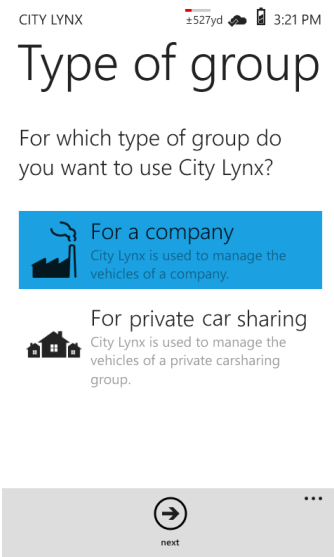 CITY LYNX ±527yd 3:21 PM
Type of group
For which type of group do
you want to use City Lynx?
For a company
City Lynx is used to manage the
vehicles of a company.
For private car sharing
City Lynx is used to manage the
vehicles of a private carsharing
group.
next